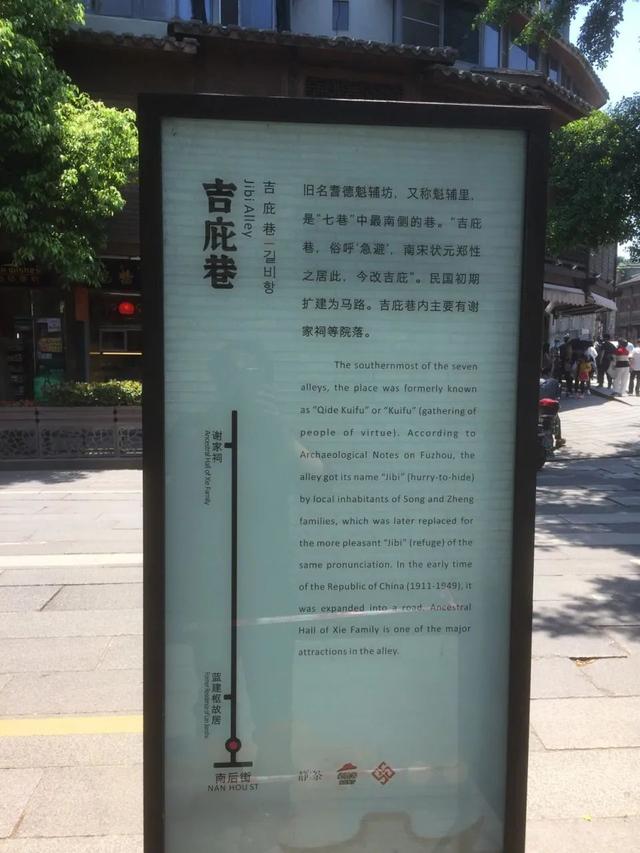 吉庇巷
Jibi Alley
吉庇巷 길비항
旧名耆德魁辅坊，又称魁辅里，
是“七巷”中最南侧的巷。“吉庇
巷，俗呼‘急避’，南宋状元郑性
之居此，今改吉庇”。民国初期
扩建为马路。吉庇巷内主要有谢
家祠等院落。
The southernmost of the seven
alleys, the place was formerly known
as “Qide Kuifu” or “Kuifu” (gathering of
people of virtue). According to
Archaeological Notes on Fuzhou, the
alley got its name “Jibi” (hurry-to-hide)
by local inhabitants of Song and Zheng
families, which was later replaced for
the more pleasant “Jibi” (refuge) of the
same pronunciation. In the early time
of the Republic of China (1911-1949), it
was expanded into a road. Ancestral
Hall of Xie Family is one of the major
attractions in the alley.
谢家祠
Ancestral Hall of Xie Family
蓝建枢故居
Former Residence of Lan Jianshu
南后街
NAN HOU ST